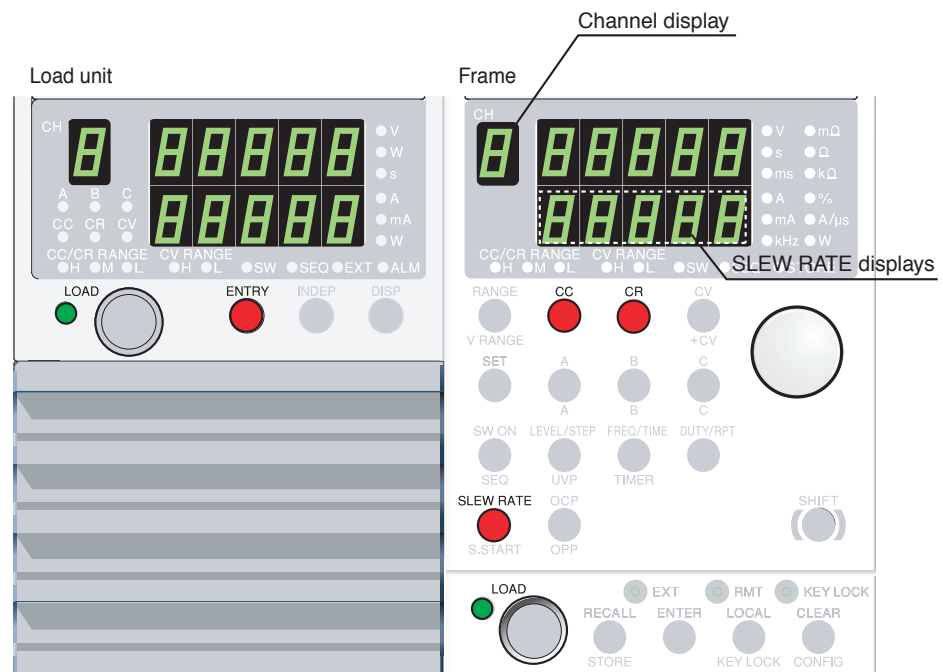 Channel display
Load unit
Frame
CH
V
W
s
A B C
CC CR CV
A
mA
W
CC/CR RANGE CV RANGE
H M L H L SW SEQ EXT ALM
LOAD
ENTRY INDEP DISP
CH
V mΩ
s Ω
ms kΩ
A %
mA A/µs
kHz W
CC/CR RANGE CV RANGE
H M L H L SW
SLEW RATE displays
RANGE CC CR CV
V RANGE +CV
SET A B C
A B C
SW ON LEVEL/STEP FREQ/TIME DUTY/RPT
SEQ UVP TIMER
SLEW RATE OCP SHIFT
S.START OPP
LOAD
EXT RMT KEY LOCK
RECALL ENTER LOCAL CLEAR
STORE KEY LOCK CONFIG